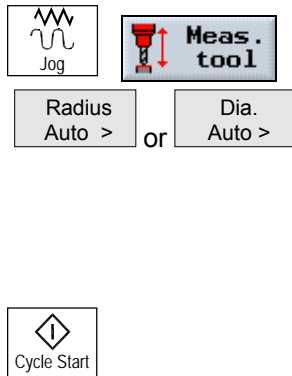 Jog
Meas.
tool
Radius
Auto >
or
Dia.
Auto >
Cycle Start